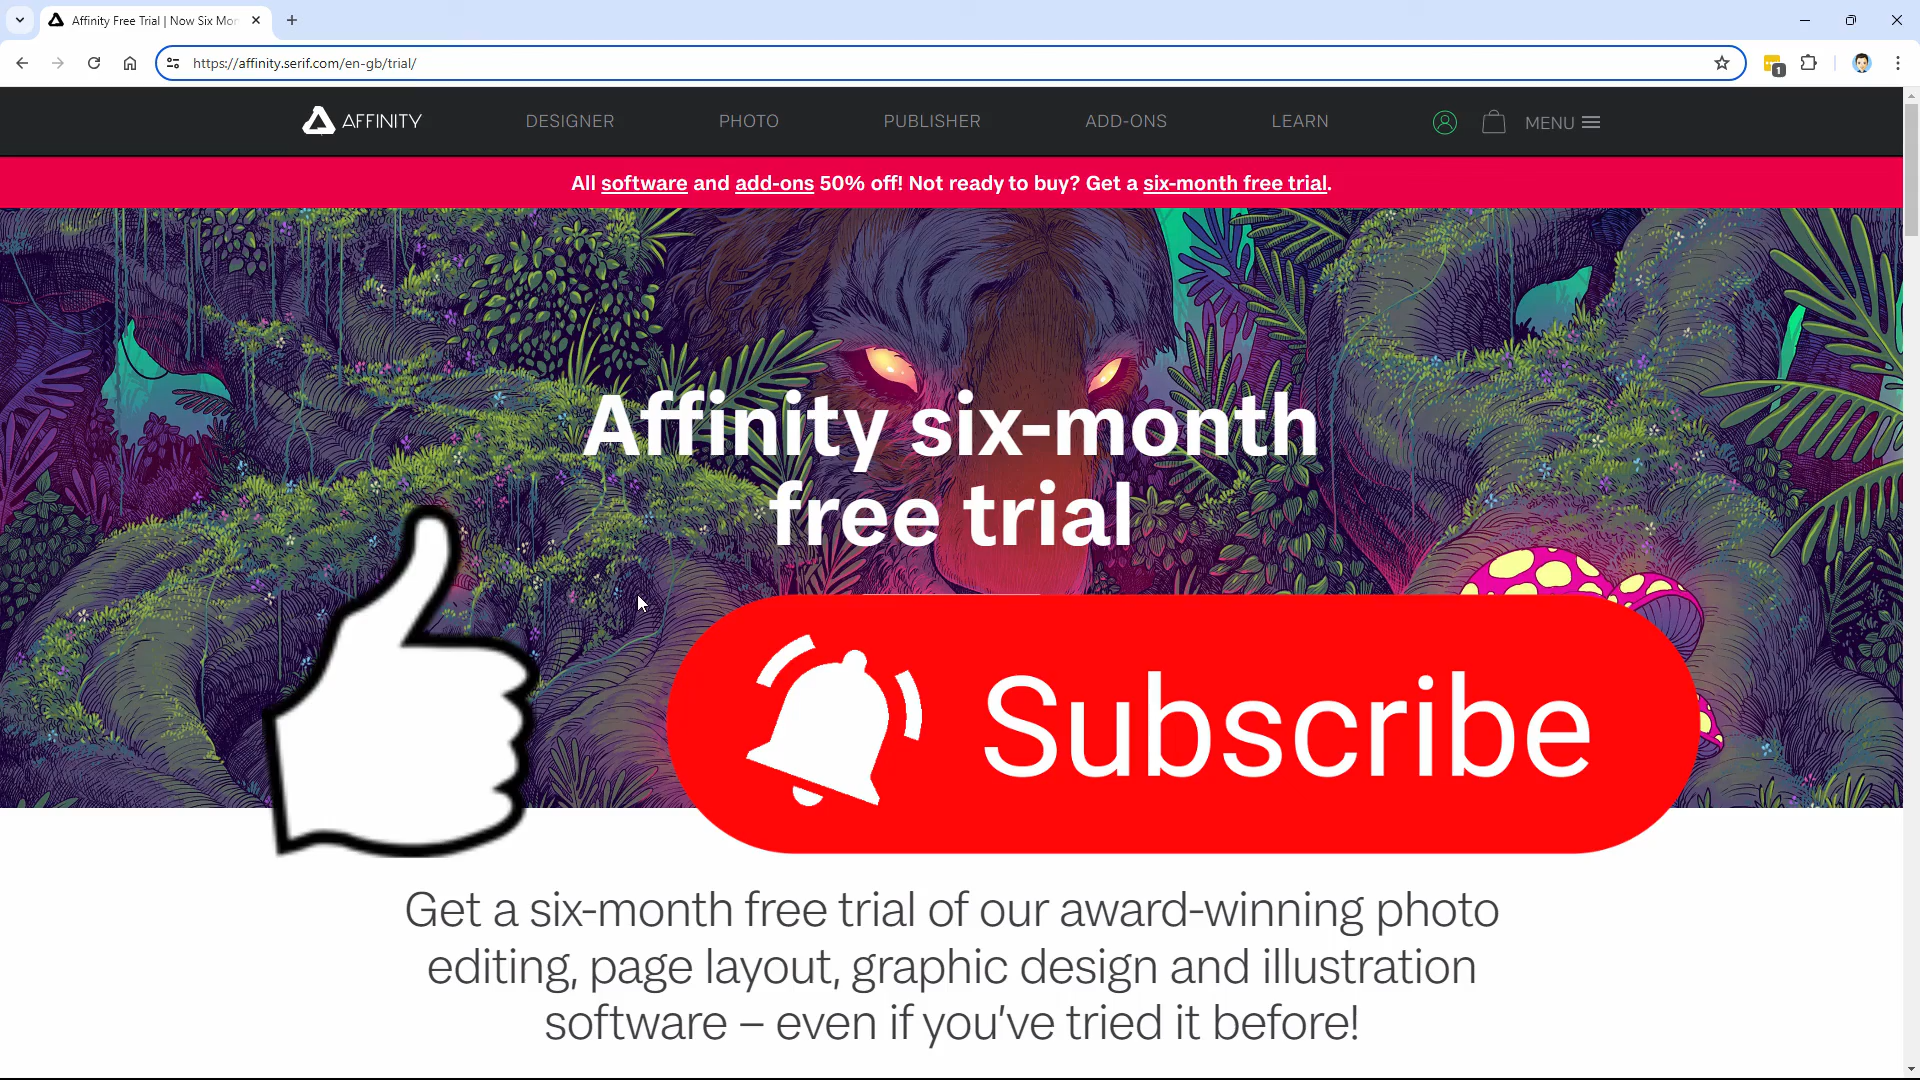 Affinity Free Trial | Now Six Mon
https://affinity.serif.com/en-gb/trial/
1
AFFINITY
DESIGNER
PHOTO
PUBLISHER
ADD-ONS
LEARN
MENU
All software and add-ons 50% off! Not ready to buy? Get a six-month free trial.
Affinity six-month
free trial
Subscribe
Get a six-month free trial of our award-winning photo
editing, page layout, graphic design and illustration
software – even if you've tried it before!